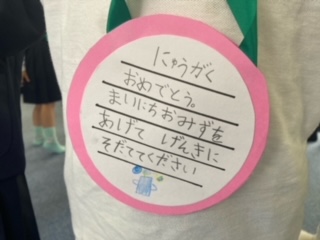 にゅうがく
おめでとう。
まいにちおみずを
あげて げんきに
そだててください